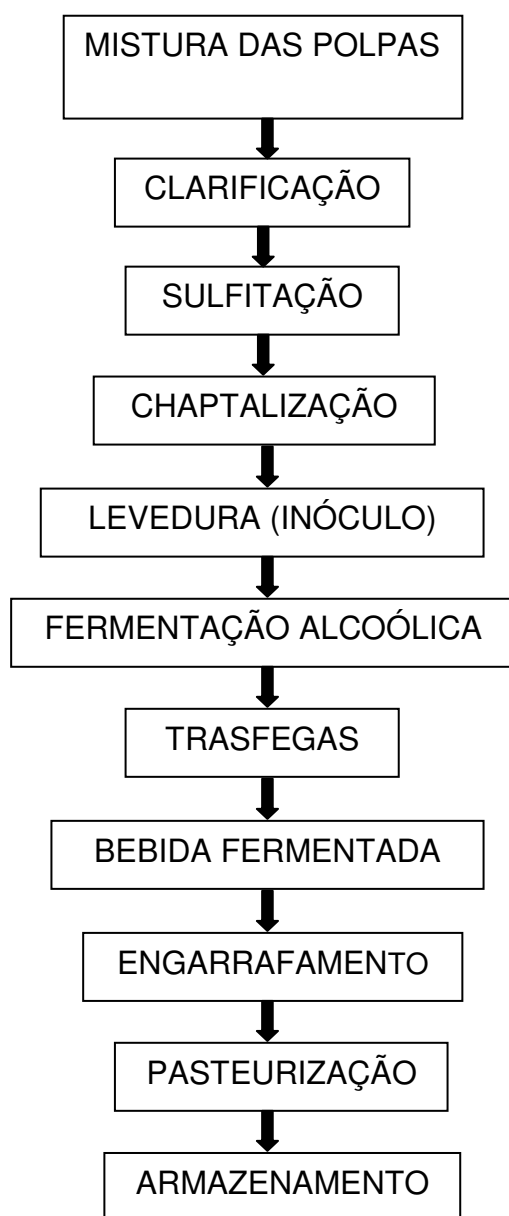 MISTURA DAS POLPAS
CLARIFICAÇÃO
SULFITAÇÃO
CHAPTALIZAÇÃO
LEVEDURA (INÓCULO)
FERMENTAÇÃO ALCOÓLICA
TRASFEGAS
BEBIDA FERMENTADA
ENGARRAFAMENTO
PASTEURIZAÇÃO
ARMAZENAMENTO